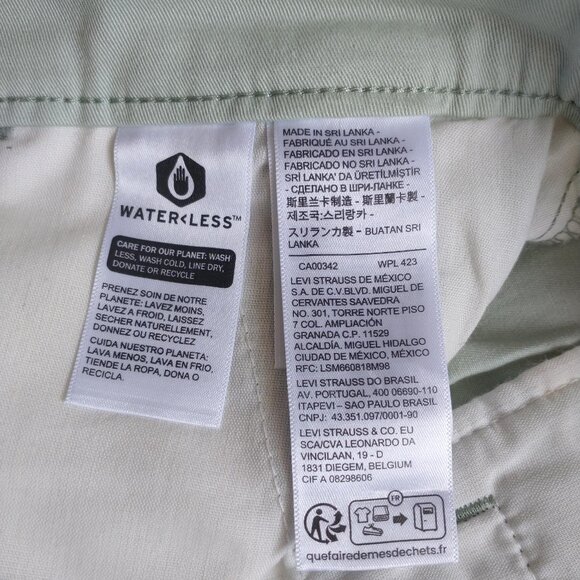 WATER<LESS™
CARE FOR OUR PLANET: WASH
LESS, WASH COLD, LINE DRY,
DONATE OR RECYCLE
PRENEZ SOIN DE NOTRE
PLANETE: LAVEZ MOINS,
LAVEZ A FROID, LAISSEZ
SECHER NATURELLEMENT,
DONNEZ OU RECYCLEZ
CUIDA NUESTRO PLANETA:
LAVA MENOS, LAVA EN FRIO,
TIENDE LA ROPA, DONA O
RECICLA.
MADE IN SRI LANKA -
FABRIQUÉ AU SRI LANKA -
FABRICADO EN SRI LANKA -
FABRICADO NO SRI LANKA -
SRİ LANKA' DA ÜRETİLMİŞTİR
- СДЕЛАНО В ШРИ-ЛАНКЕ -
斯里兰卡制造 - 斯里蘭卡製 -
제조국:스리랑카 -
スリランカ製 - BUATAN SRI
LANKA
CA00342 WPL 423
LEVI STRAUSS DE MÉXICO
S.A. DE C.V.BLVD. MIGUEL DE
CERVANTES SAAVEDRA
NO. 301, TORRE NORTE PISO
7 COL. AMPLIACIÓN
GRANADA C.P. 11529
ALCALDÍA. MIGUEL HIDALGO
CIUDAD DE MÉXICO, MÉXICO
RFC: LSM660818M98
LEVI STRAUSS DO BRASIL
AV. PORTUGAL, 400 06690-110
ITAPEVI – SAO PAULO BRASIL
CNPJ: 43.351.097/0001-90
LEVI STRAUSS & CO. EU
SCA/CVA LEONARDO DA
VINCILAAN, 19 - D
1831 DIEGEM, BELGIUM
CIF A 08298606
FR
quefairedemesdechets.fr